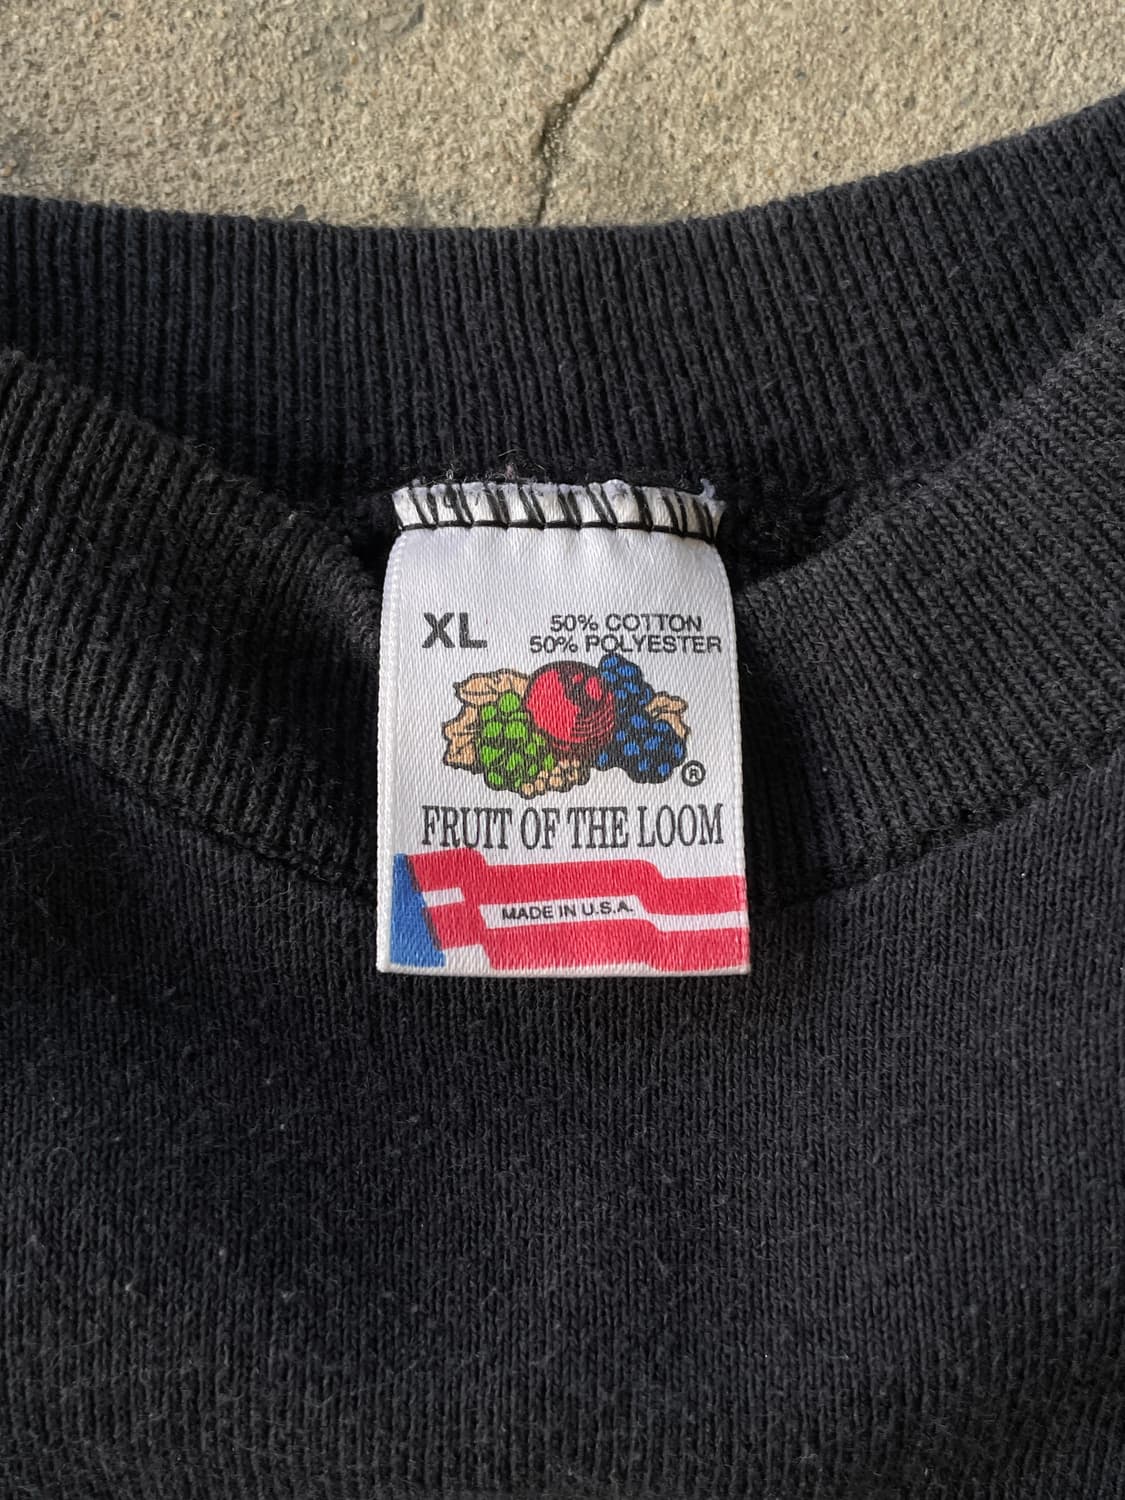 XL
50% COTTON
50% POLYESTER
®
FRUIT OF THE LOOM
MADE IN U.S.A.